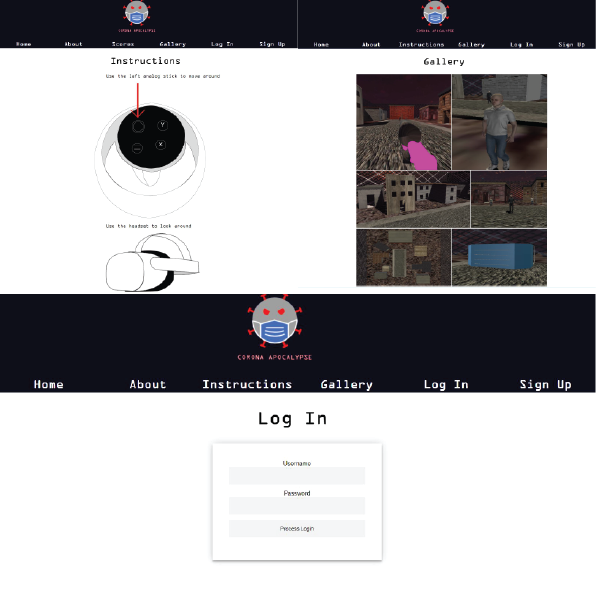 CORONA APOCALYPSE
Home About Scores Gallery Log In Sign Up
Instructions
Use the left analog stick to move around
Y
X
Use the headset to look around
CORONA APOCALYPSE
Home About Instructions Gallery Log In Sign Up
Gallery
CORONA APOCALYPSE
Home About Instructions Gallery Log In Sign Up
Log In
Username
Password
Process Login